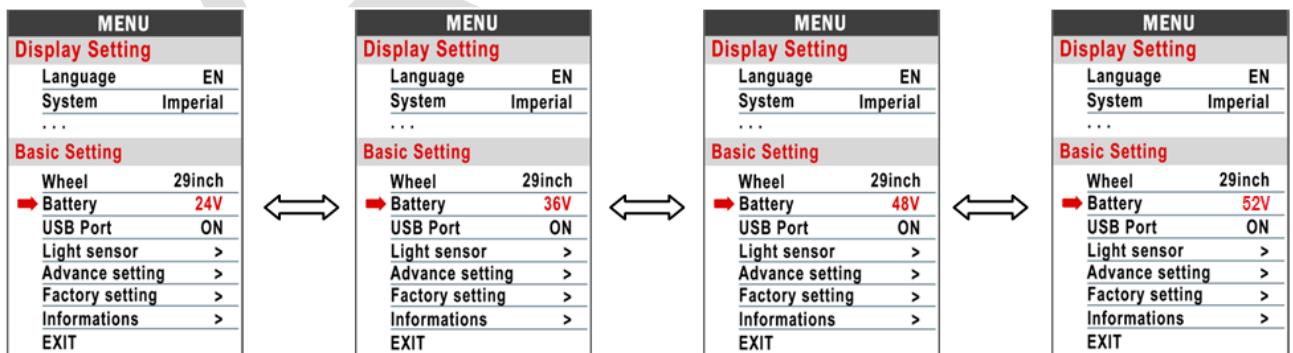 MENU
Display Setting
Language EN
System Imperial
...
Basic Setting
Wheel 29inch
Battery 24V
USB Port ON
Light sensor >
Advance setting >
Factory setting >
Informations >
EXIT
MENU
Display Setting
Language EN
System Imperial
...
Basic Setting
Wheel 29inch
Battery 36V
USB Port ON
Light sensor >
Advance setting >
Factory setting >
Informations >
EXIT
MENU
Display Setting
Language EN
System Imperial
...
Basic Setting
Wheel 29inch
Battery 48V
USB Port ON
Light sensor >
Advance setting >
Factory setting >
Informations >
EXIT
MENU
Display Setting
Language EN
System Imperial
...
Basic Setting
Wheel 29inch
Battery 52V
USB Port ON
Light sensor >
Advance setting >
Factory setting >
Informations >
EXIT